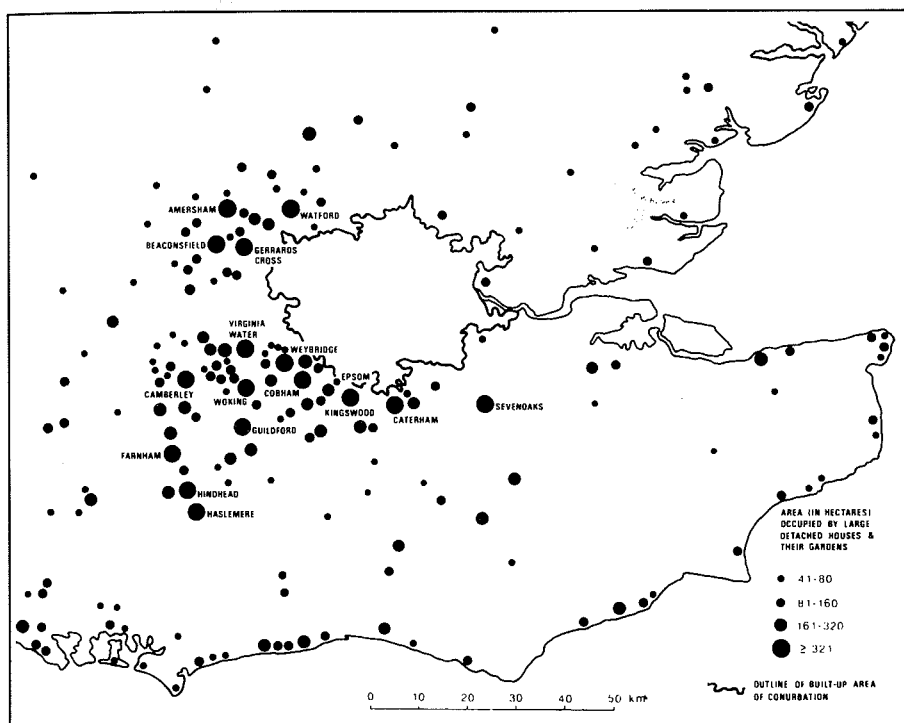 AMERSHAM
WATFORD
BEACONSFIELD
GERRARDS
CROSS
VIRGINIA
WATER
WEYBRIDGE
EPSOM
CAMBERLEY
WOKING
COBHAM
KINGSWOOD
CATERHAM
SEVENOAKS
GUILDFORD
FARNHAM
HINDHEAD
HASLEMERE
AREA (IN HECTARES)
OCCUPIED BY LARGE
DETACHED HOUSES &
THEIR GARDENS
41-80
81-160
161-320
≥ 321
OUTLINE OF BUILT-UP AREA
OF CONURBATION
0 10 20 30 40 50 km